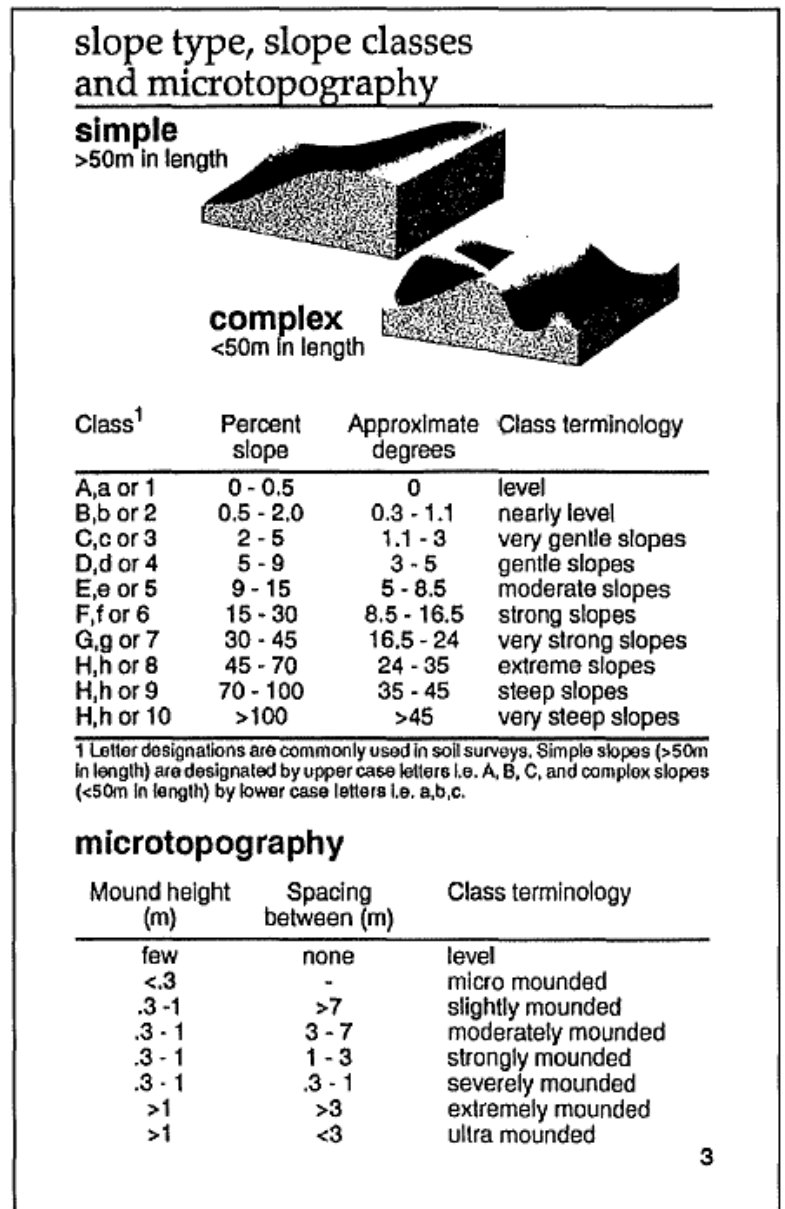 slope type, slope classes
and microtopography
simple
>50m in length
complex
<50m in length
Class1 Percent slope Approximate degrees Class terminology
A,a or 1 0 - 0.5 0 level
B,b or 2 0.5 - 2.0 0.3 - 1.1 nearly level
C,c or 3 2 - 5 1.1 - 3 very gentle slopes
D,d or 4 5 - 9 3 - 5 gentle slopes
E,e or 5 9 - 15 5 - 8.5 moderate slopes
F,f or 6 15 - 30 8.5 - 16.5 strong slopes
G,g or 7 30 - 45 16.5 - 24 very strong slopes
H,h or 8 45 - 70 24 - 35 extreme slopes
H,h or 9 70 - 100 35 - 45 steep slopes
H,h or 10 >100 >45 very steep slopes
1 Letter designations are commonly used in soil surveys. Simple slopes (>50m
in length) are designated by upper case letters i.e. A, B, C, and complex slopes
(<50m in length) by lower case letters i.e. a,b,c.
microtopography
Mound height (m) Spacing between (m) Class terminology
few none level
<.3 - micro mounded
.3 -1 >7 slightly mounded
.3 - 1 3 - 7 moderately mounded
.3 - 1 1 - 3 strongly mounded
.3 - 1 .3 - 1 severely mounded
>1 >3 extremely mounded
>1 <3 ultra mounded
3